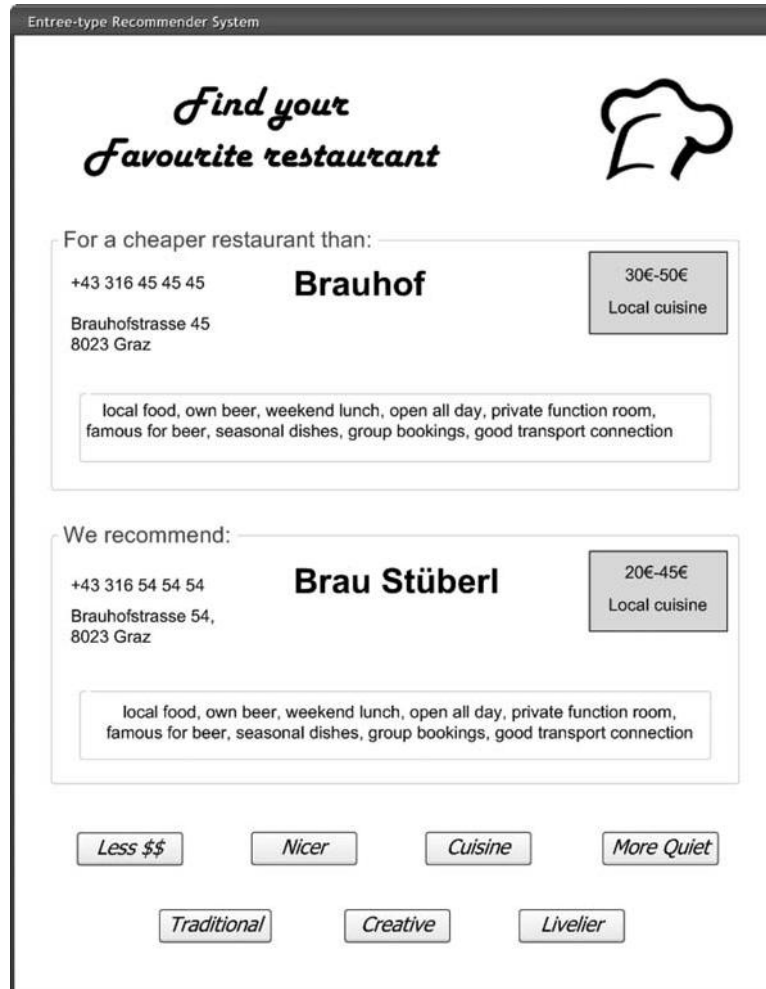 Entree-type Recommender System
Find your
Favourite restaurant
For a cheaper restaurant than:
+43 316 45 45 45
Brauhof
30€-50€
Local cuisine
Brauhofstrasse 45
8023 Graz
local food, own beer, weekend lunch, open all day, private function room,
famous for beer, seasonal dishes, group bookings, good transport connection
We recommend:
+43 316 54 54 54
Brau Stüberl
20€-45€
Local cuisine
Brauhofstrasse 54,
8023 Graz
local food, own beer, weekend lunch, open all day, private function room,
famous for beer, seasonal dishes, group bookings, good transport connection
Less $$
Nicer
Cuisine
More Quiet
Traditional
Creative
Livelier